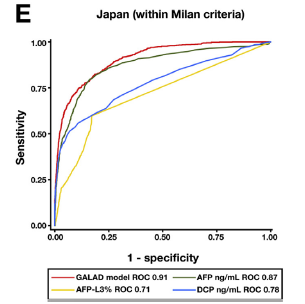 E
Japan (within Milan criteria)
1.00
0.75
0.50
0.25
0.00
Sensitivity
0.00 0.25 0.50 0.75 1.00
1 - specificity
GALAD model ROC 0.91 AFP ng/mL ROC 0.87
AFP-L3% ROC 0.71 DCP ng/mL ROC 0.78